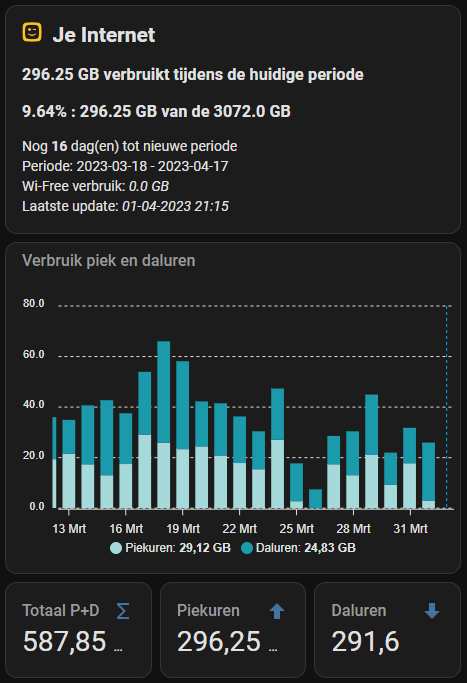 Je Internet
296.25 GB verbruikt tijdens de huidige periode
9.64% : 296.25 GB van de 3072.0 GB
Nog 16 dag(en) tot nieuwe periode
Periode: 2023-03-18 - 2023-04-17
Wi-Free verbruik: 0.0 GB
Laatste update: 01-04-2023 21:15
Verbruik piek en daluren
80.0
60.0
40.0
20.0
0.0
13 Mrt 16 Mrt 19 Mrt 22 Mrt 25 Mrt 28 Mrt 31 Mrt
Piekuren: 29,12 GB Daluren: 24,83 GB
Totaal P+D Σ Piekuren Daluren
587,85 ... 296,25 ... 291,6